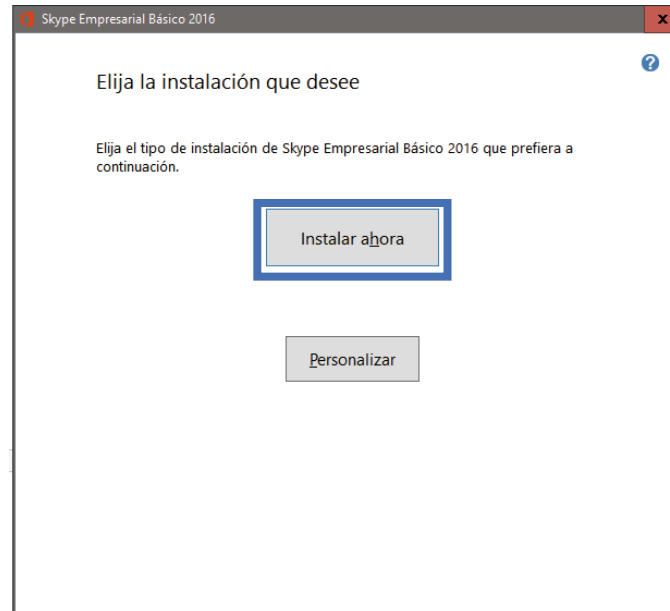 Skype Empresarial Básico 2016
Elija la instalación que desee
Elija el tipo de instalación de Skype Empresarial Básico 2016 que prefiera a
continuación.
Instalar ahora
Personalizar